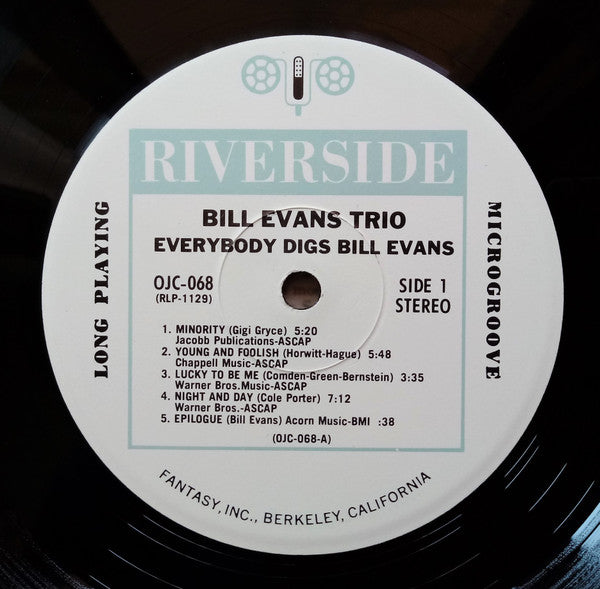 RIVERSIDE
BILL EVANS TRIO
EVERYBODY DIGS BILL EVANS
OJC-068
(RLP-1129)
SIDE 1
STEREO
LONG PLAYING
MICROGROOVE
1. MINORITY (Gigi Gryce) 5:20
Jacobb Publications-ASCAP
2. YOUNG AND FOOLISH (Horwitt-Hague) 5:48
Chappell Music-ASCAP
3. LUCKY TO BE ME (Comden-Green-Bernstein) 3:35
Warner Bros.Music-ASCAP
4. NIGHT AND DAY (Cole Porter) 7:12
Warner Bros.-ASCAP
5. EPILOGUE (Bill Evans) Acorn Music-BMI :38
(OJC-068-A)
FANTASY, INC., BERKELEY, CALIFORNIA